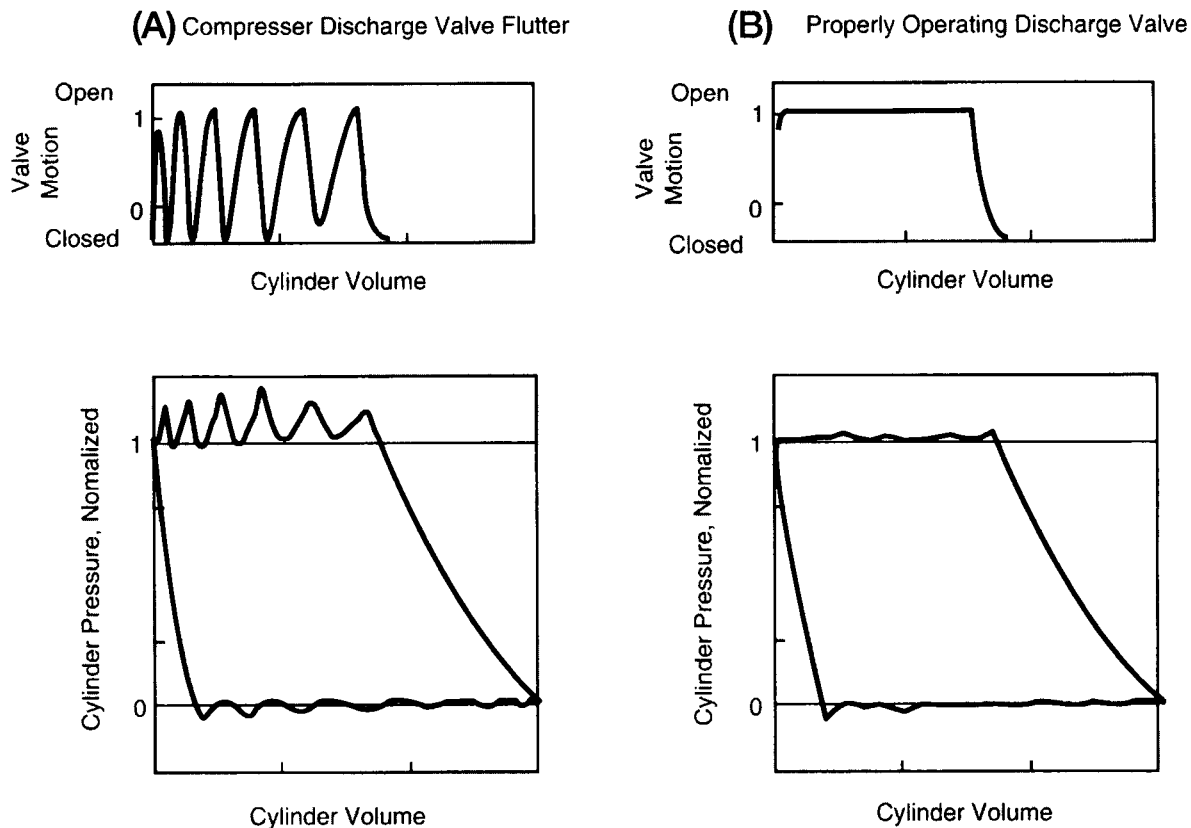 (A) Compresser Discharge Valve Flutter
Open
1
Valve
Motion
0
Closed
Cylinder Volume
1
Cylinder Pressure, Nomalized
0
Cylinder Volume
(B) Properly Operating Discharge Valve
Open
1
Valve
Motion
0
Closed
Cylinder Volume
1
Cylinder Pressure, Nomalized
0
Cylinder Volume